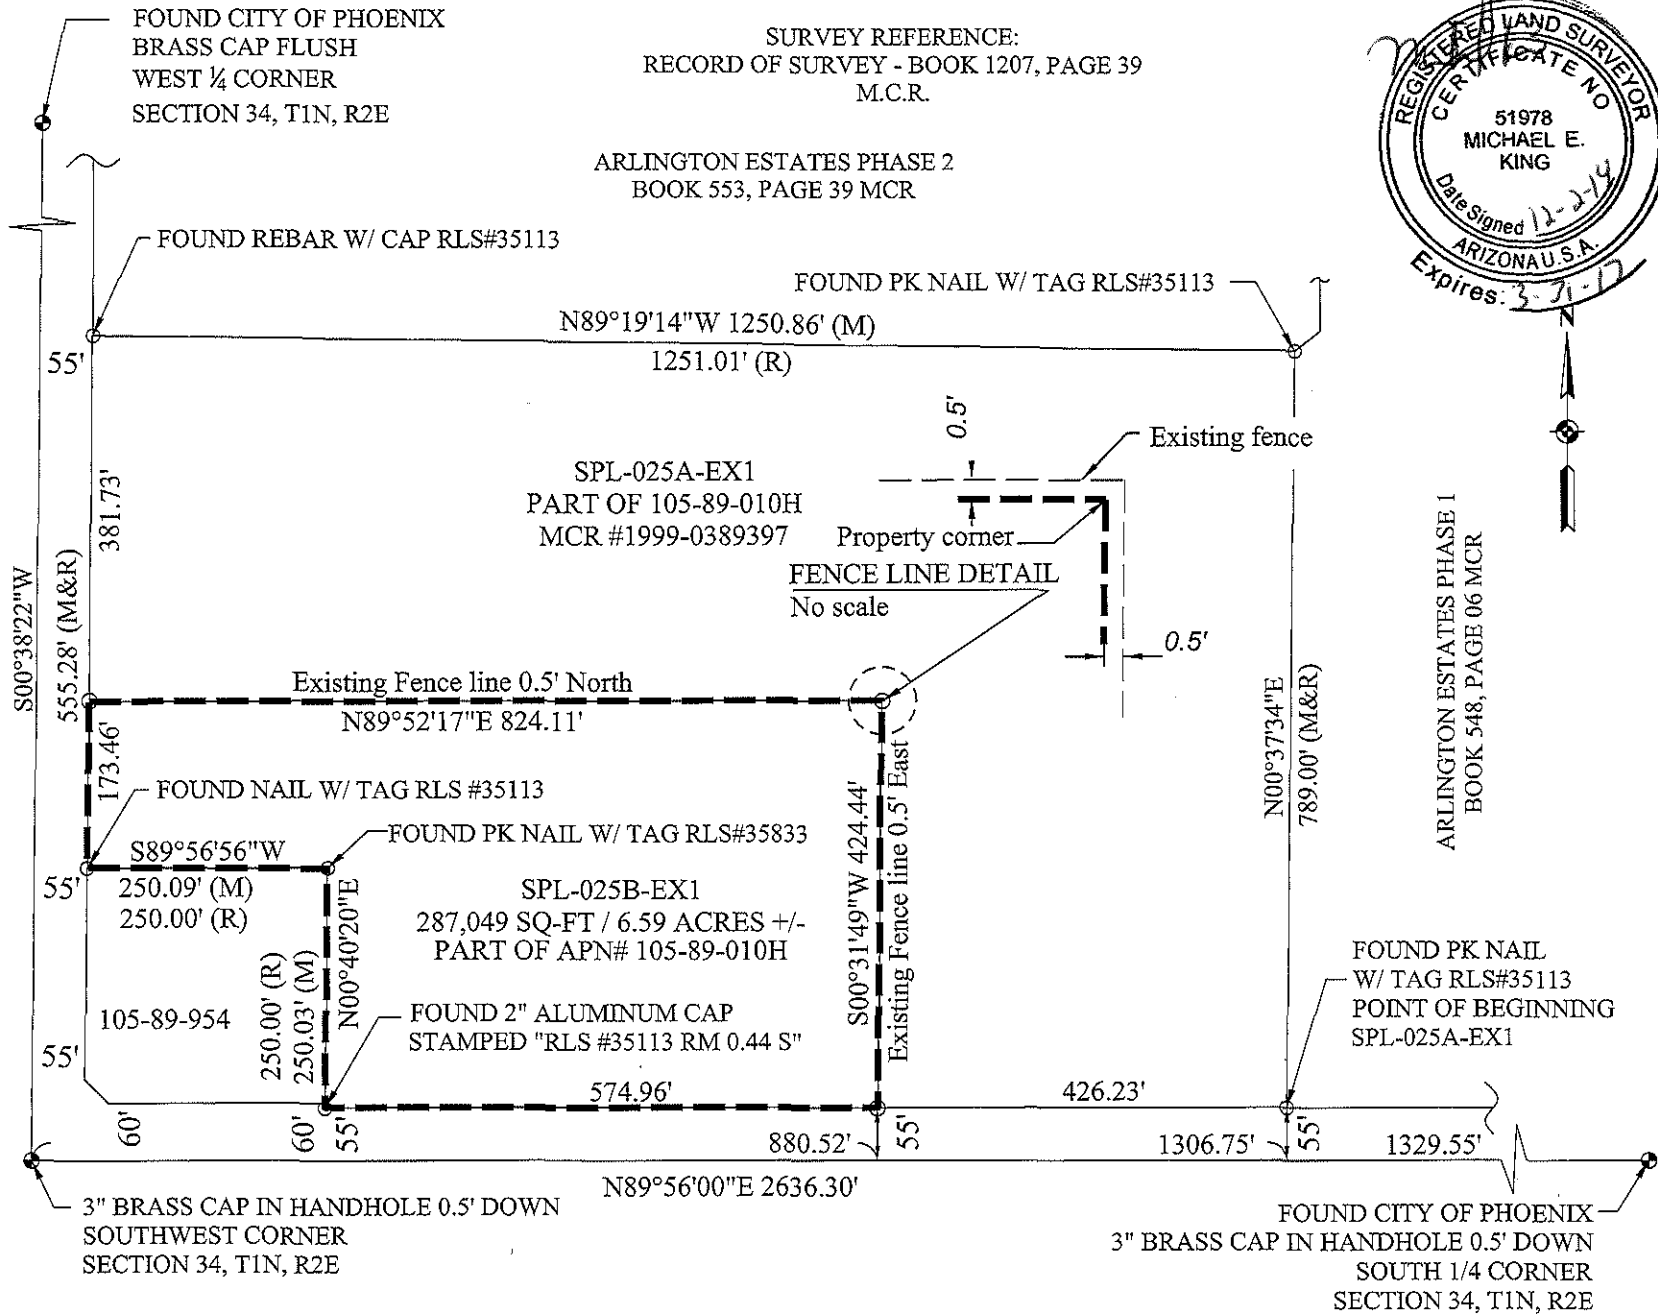 FOUND CITY OF PHOENIX
BRASS CAP FLUSH
WEST ¼ CORNER
SECTION 34, T1N, R2E
SURVEY REFERENCE:
RECORD OF SURVEY - BOOK 1207, PAGE 39
M.C.R.
ARLINGTON ESTATES PHASE 2
BOOK 553, PAGE 39 MCR
REGISTERED LAND SURVEYOR
CERTIFICATE NO
51978
MICHAEL E.
KING
Date Signed 12-2-14
ARIZONA U.S.A.
Expires: 3-31-17
N
FOUND REBAR W/ CAP RLS#35113
FOUND PK NAIL W/ TAG RLS#35113
N89°19'14"W 1250.86' (M)
1251.01' (R)
55'
381.73'
S00°38'22"W
555.28' (M&R)
SPL-025A-EX1
PART OF 105-89-010H
MCR #1999-0389397
0.5'
Existing fence
Property corner
FENCE LINE DETAIL
No scale
0.5'
N00°37'34"E
789.00' (M&R)
ARLINGTON ESTATES PHASE 1
BOOK 548, PAGE 06 MCR
Existing Fence line 0.5' North
N89°52'17"E 824.11'
173.46'
FOUND NAIL W/ TAG RLS #35113
FOUND PK NAIL W/ TAG RLS#35833
S89°56'56"W
250.09' (M)
250.00' (R)
55'
SPL-025B-EX1
287,049 SQ-FT / 6.59 ACRES +/-
PART OF APN# 105-89-010H
S00°31'49"W 424.44'
Existing Fence line 0.5' East
250.00' (R)
250.03' (M)
N00°40'20"E
105-89-954
55'
FOUND 2" ALUMINUM CAP
STAMPED "RLS #35113 RM 0.44 S"
FOUND PK NAIL
W/ TAG RLS#35113
POINT OF BEGINNING
SPL-025A-EX1
574.96'
426.23'
60'
60'
55'
880.52'
55'
1306.75'
55'
1329.55'
N89°56'00"E 2636.30'
3" BRASS CAP IN HANDHOLE 0.5' DOWN
SOUTHWEST CORNER
SECTION 34, T1N, R2E
FOUND CITY OF PHOENIX
3" BRASS CAP IN HANDHOLE 0.5' DOWN
SOUTH 1/4 CORNER
SECTION 34, T1N, R2E